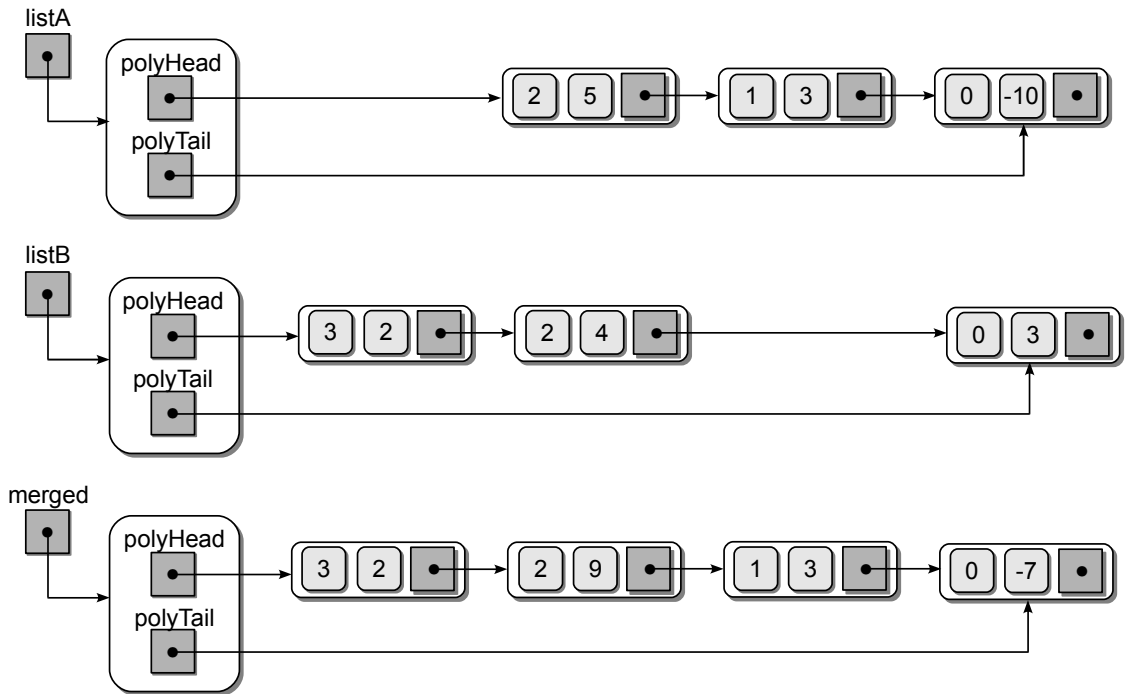 listA
polyHead
2 5 1 3 0 -10
polyTail
listB
polyHead
3 2 2 4 0 3
polyTail
merged
polyHead
3 2 2 9 1 3 0 -7
polyTail